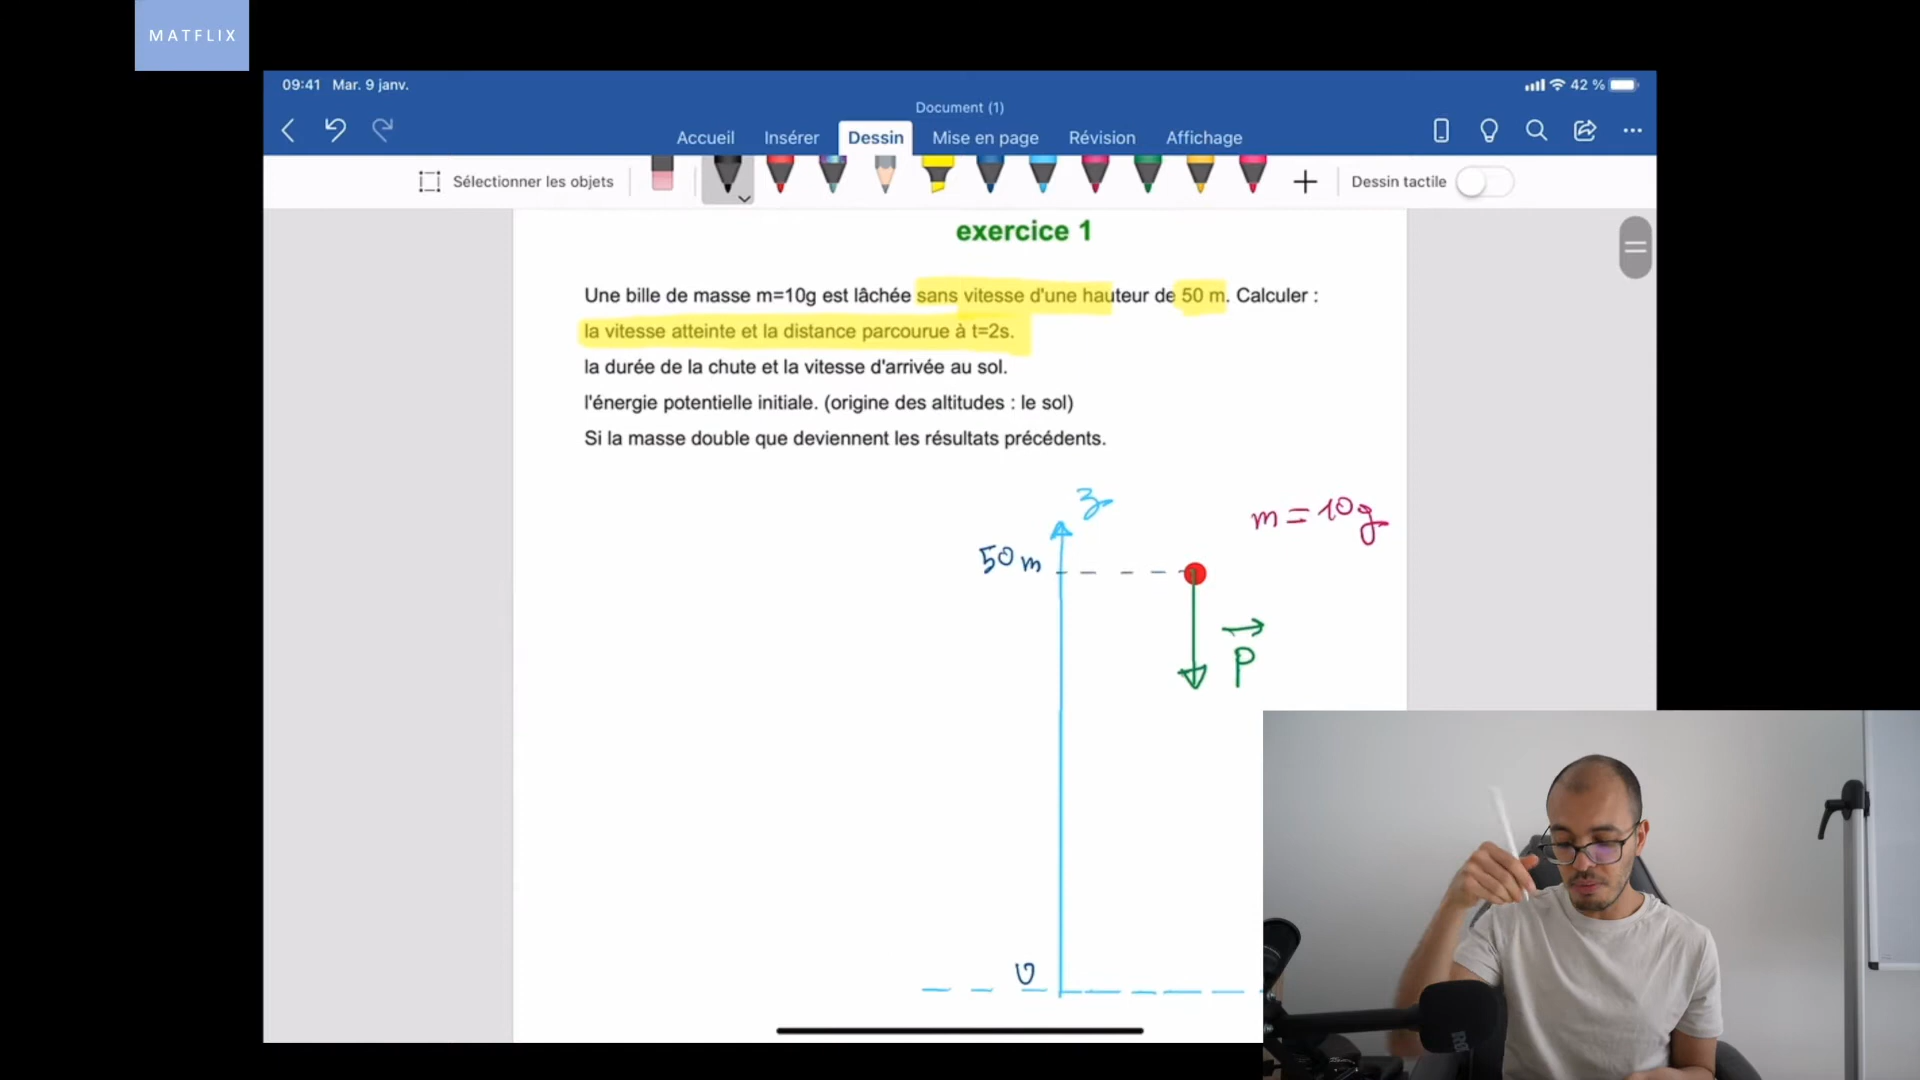 MATFLIX
09:41 Mar. 9 janv.
42 %
Document (1)
Accueil Insérer Dessin Mise en page Révision Affichage
Sélectionner les objets
Dessin tactile
exercice 1
Une bille de masse m=10g est lâchée sans vitesse d'une hauteur de 50 m. Calculer :
la vitesse atteinte et la distance parcourue à t=2s.
la durée de la chute et la vitesse d'arrivée au sol.
l'énergie potentielle initiale. (origine des altitudes : le sol)
Si la masse double que deviennent les résultats précédents.
z
m = 10g
50 m
P
0